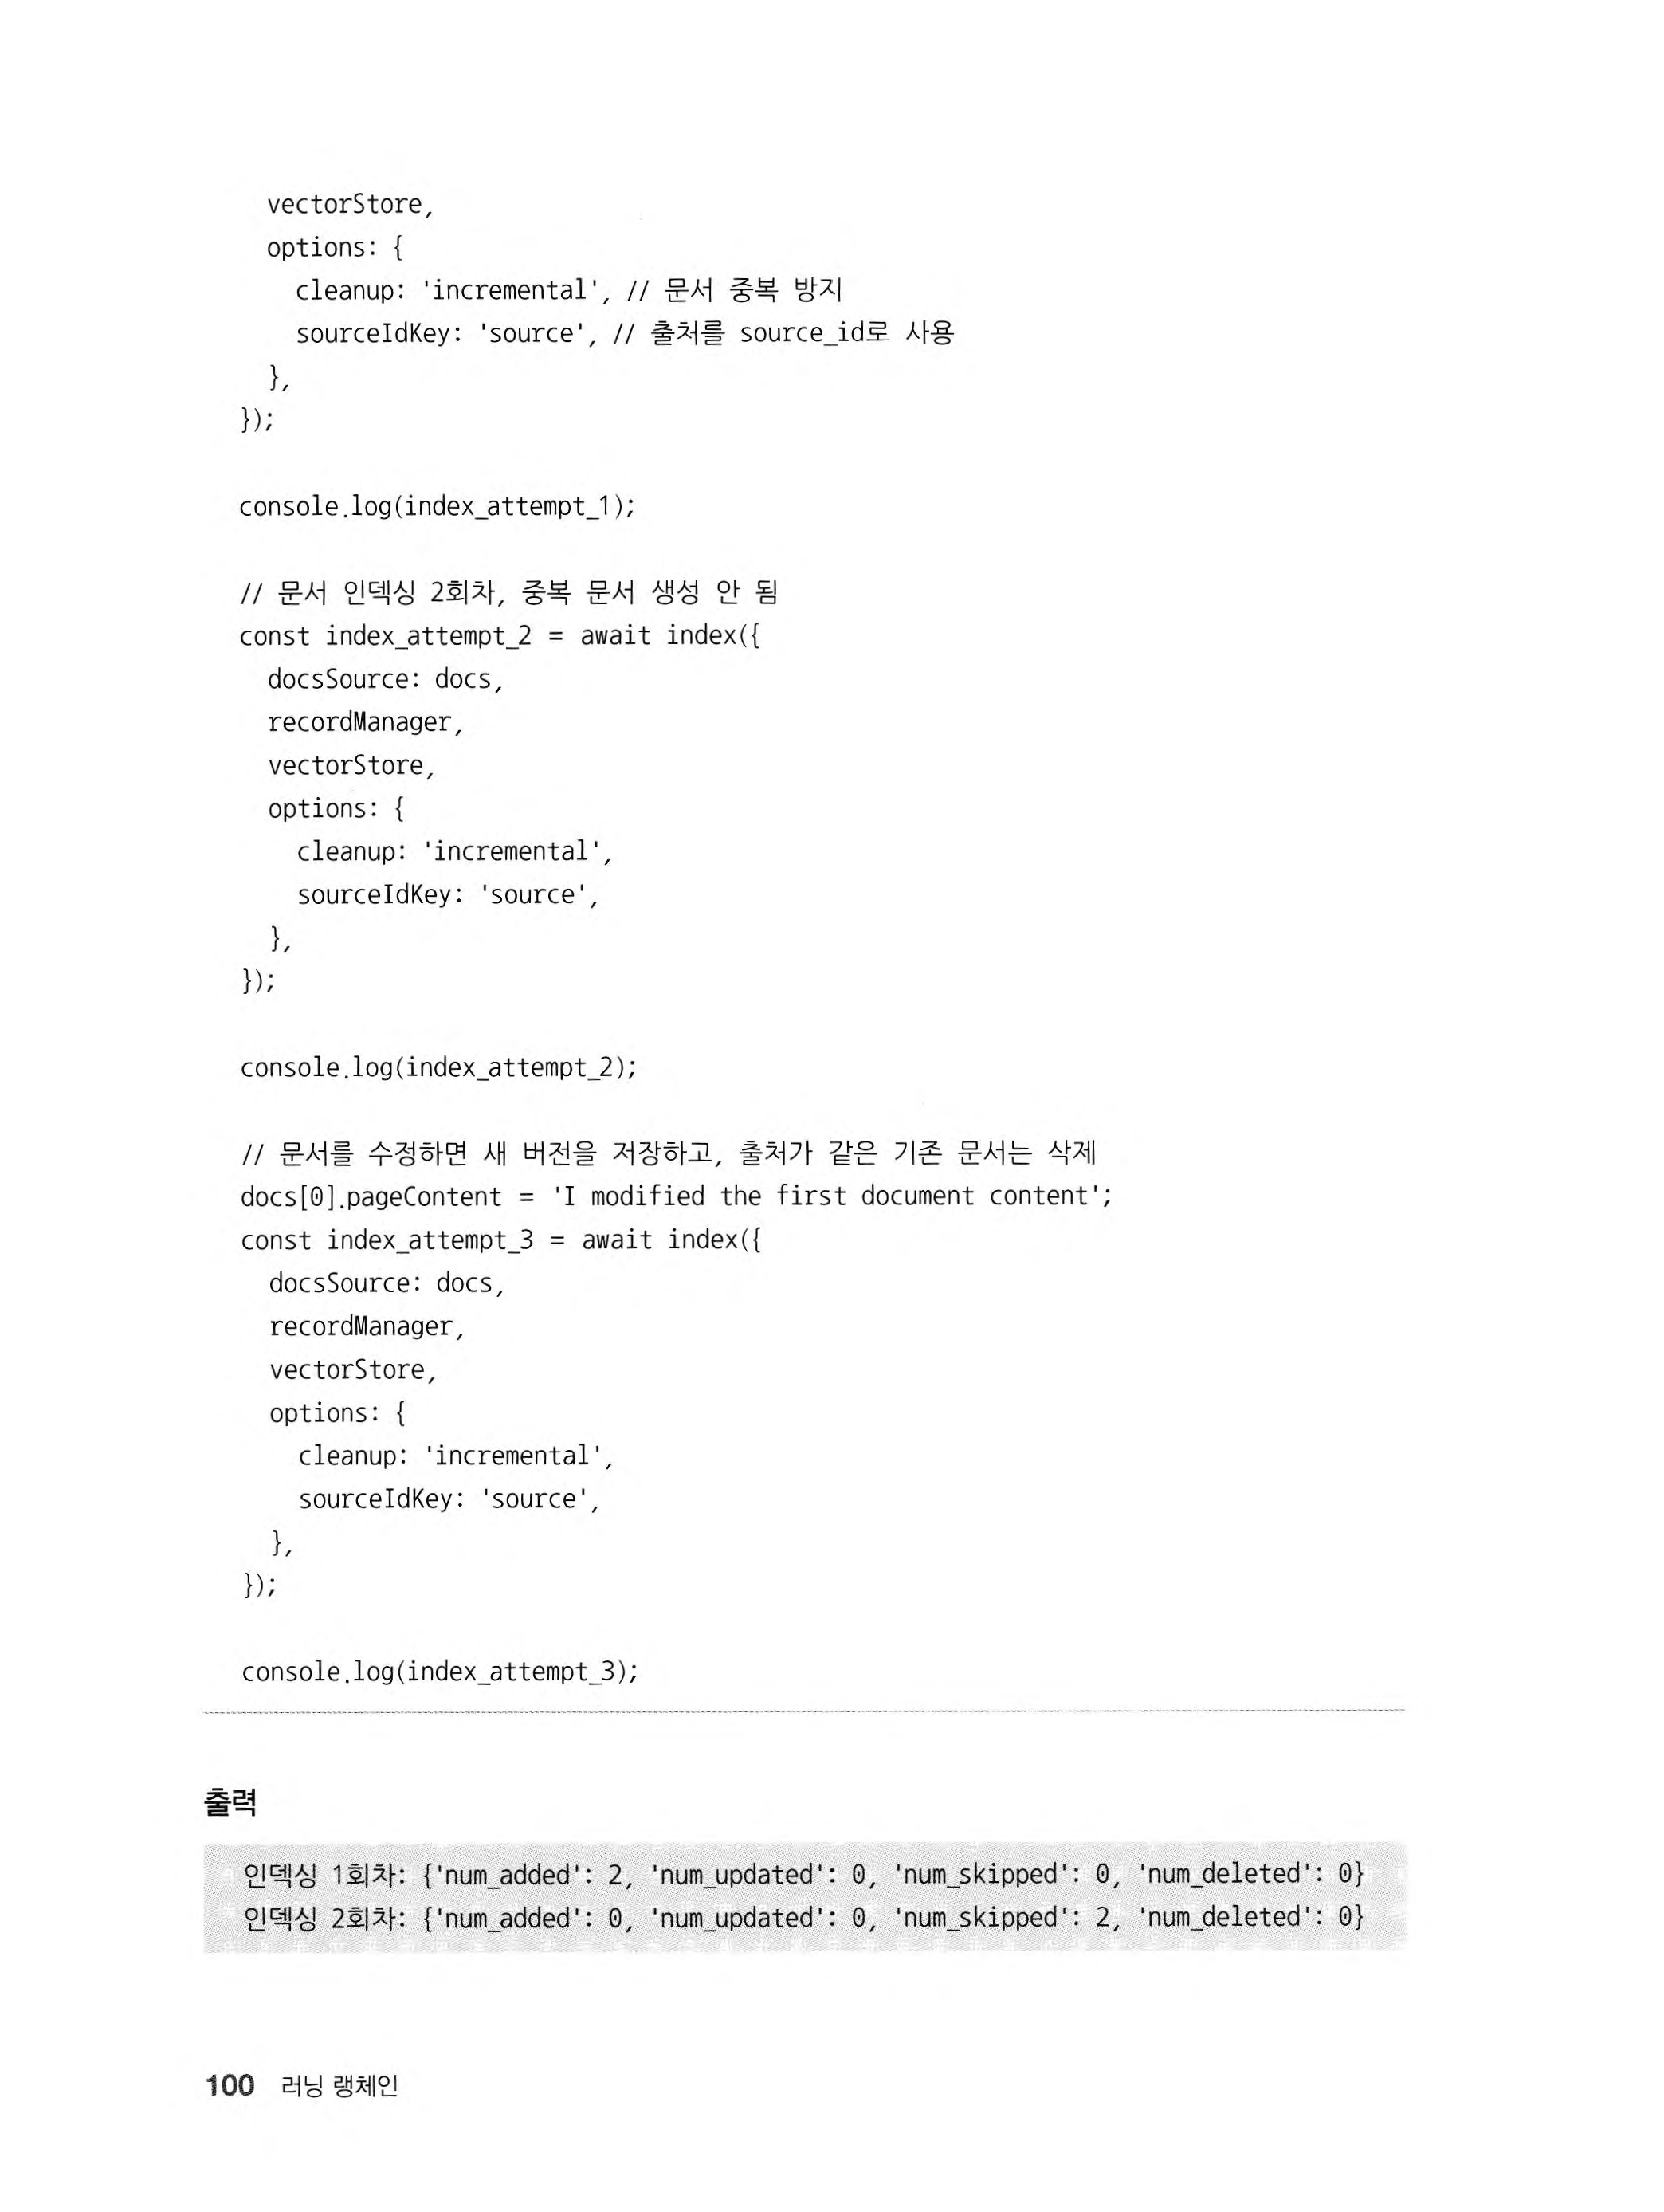 vectorStore,
options: {
cleanup: 'incremental', // 문서 중복 방지
sourceIdKey: 'source', // 출처를 source_id로 사용
},
});
console.log(index_attempt_1);
// 문서 인덱싱 2회차, 중복 문서 생성 안 됨
const index_attempt_2 = await index({
docsSource: docs,
recordManager,
vectorStore,
options: {
cleanup: 'incremental',
sourceIdKey: 'source',
},
});
console.log(index_attempt_2);
// 문서를 수정하면 새 버전을 저장하고, 출처가 같은 기존 문서는 삭제
docs[0].pageContent = 'I modified the first document content';
const index_attempt_3 = await index({
docsSource: docs,
recordManager,
vectorStore,
options: {
cleanup: 'incremental',
sourceIdKey: 'source',
},
});
console.log(index_attempt_3);
출력
인덱싱 1회차: {'num_added': 2, 'num_updated': 0, 'num_skipped': 0, 'num_deleted': 0}
인덱싱 2회차: {'num_added': 0, 'num_updated': 0, 'num_skipped': 2, 'num_deleted': 0}
100 러닝 랭체인